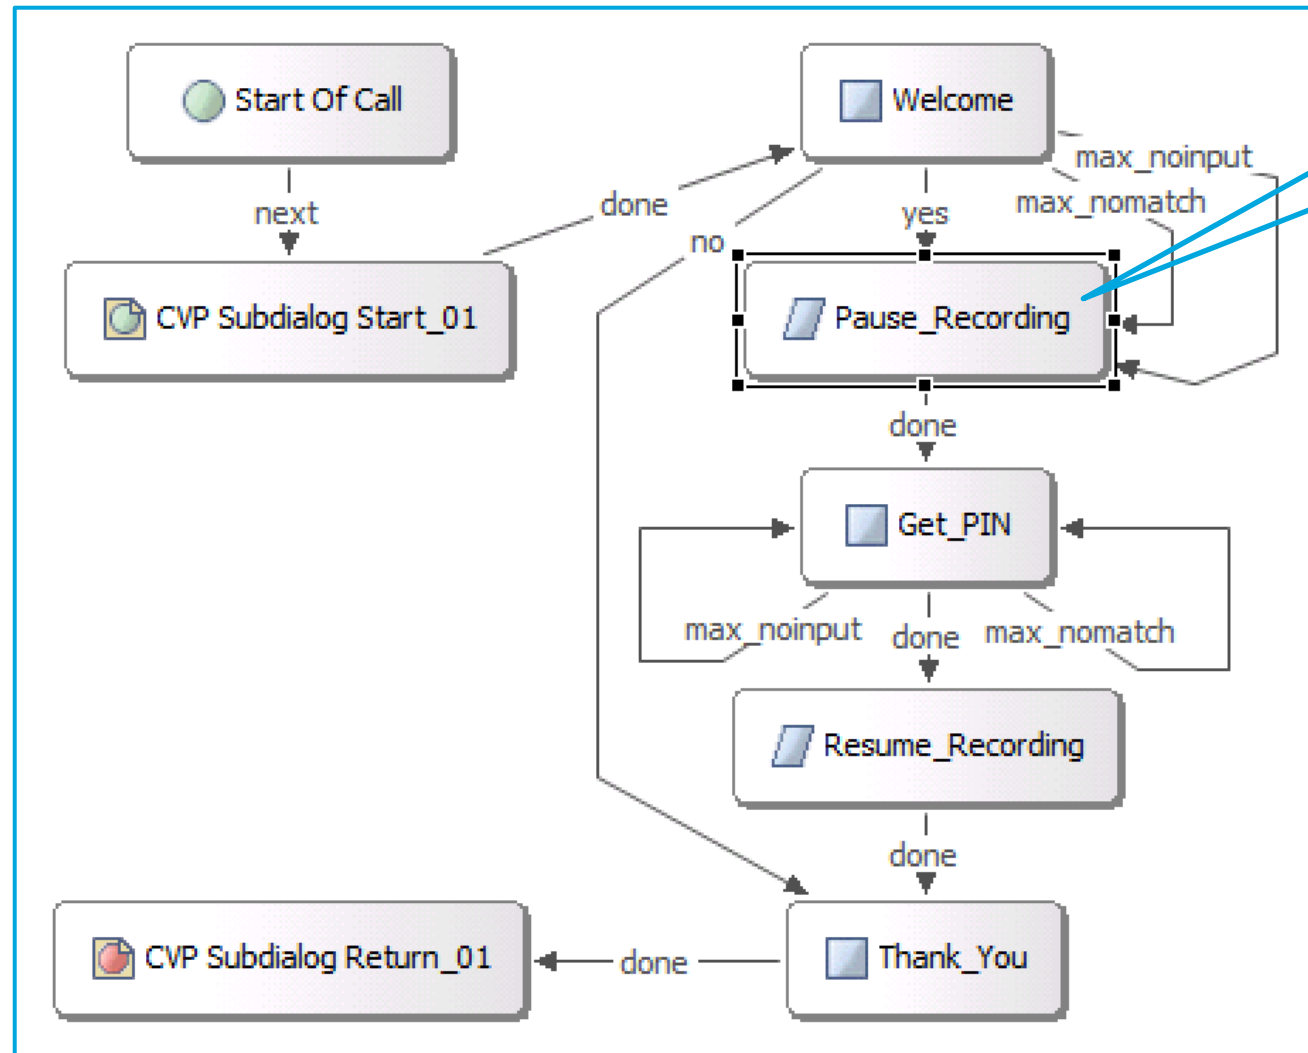 Start Of Call
Welcome
max_noinput
next
done
max_nomatch
yes
no
CVP Subdialog Start_01
Pause_Recording
done
Get_PIN
max_noinput
done
max_nomatch
Resume_Recording
done
CVP Subdialog Return_01
done
Thank_You